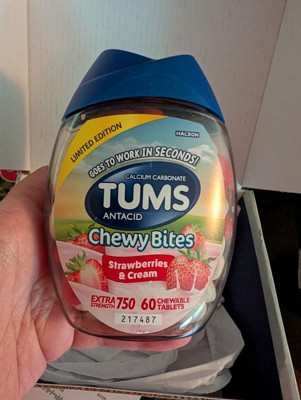 LIMITED EDITION
HALEON
GOES TO WORK IN SECONDS!
CALCIUM CARBONATE
TUMS
ANTACID
Chewy Bites
Strawberries
& Cream
EXTRA STRENGTH 750 60 CHEWABLE TABLETS
217487